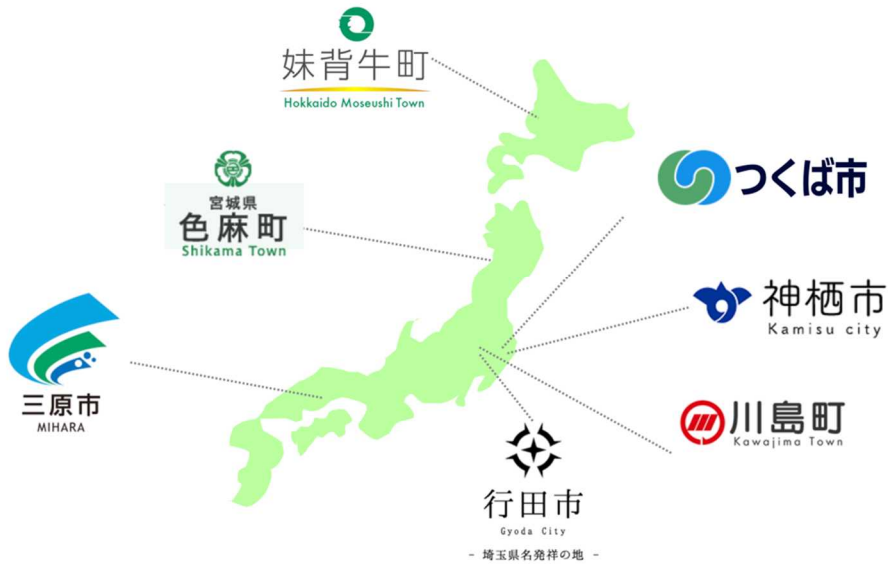 妹背牛町
Hokkaido Moseushi Town
宮城県
色麻町
Shikama Town
つくば市
神栖市
Kamisu city
三原市
MIHARA
川島町
Kawajima Town
行田市
Gyoda City
- 埼玉県名発祥の地 -